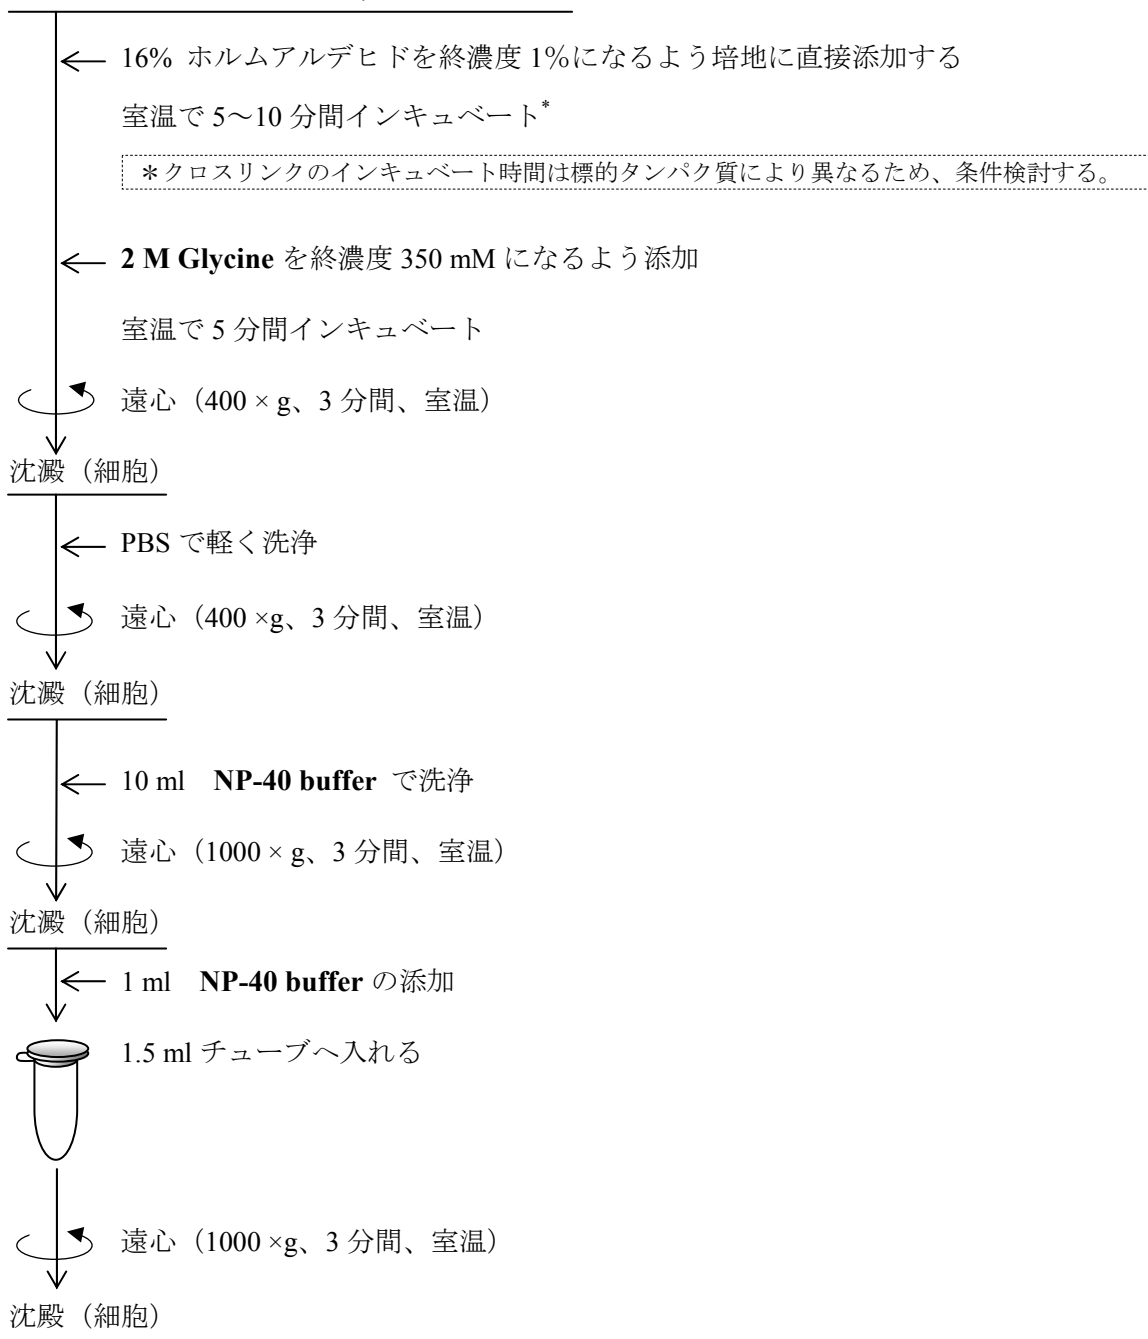 16% ホルムアルデヒドを終濃度 1%になるよう培地に直接添加する
室温で 5～10 分間インキュベート*
＊クロスリンクのインキュベート時間は標的タンパク質により異なるため、条件検討する。
2 M Glycine を終濃度 350 mM になるよう添加
室温で 5 分間インキュベート
遠心（400 × g、3 分間、室温）
沈澱（細胞）
PBS で軽く洗浄
遠心（400 ×g、3 分間、室温）
沈澱（細胞）
10 ml　NP-40 buffer で洗浄
遠心（1000 × g、3 分間、室温）
沈澱（細胞）
1 ml　NP-40 buffer の添加
1.5 ml チューブへ入れる
遠心（1000 ×g、3 分間、室温）
沈殿（細胞）